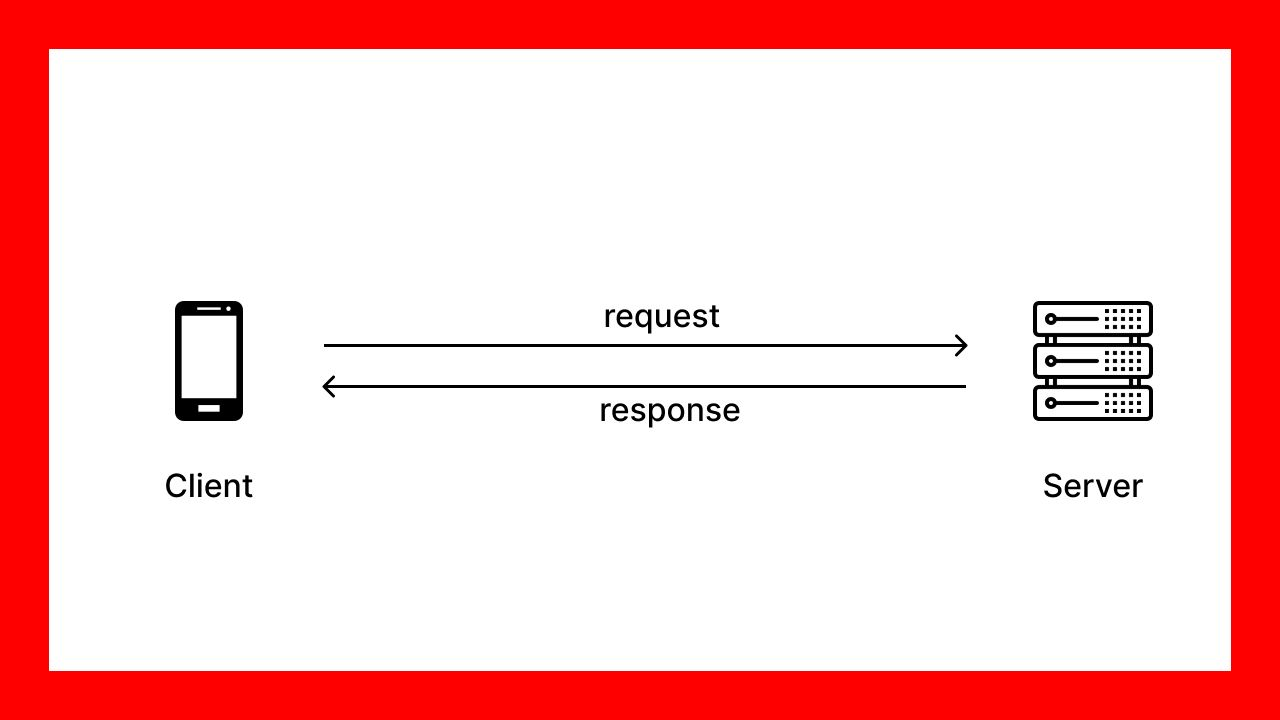 request
response
Client
Server